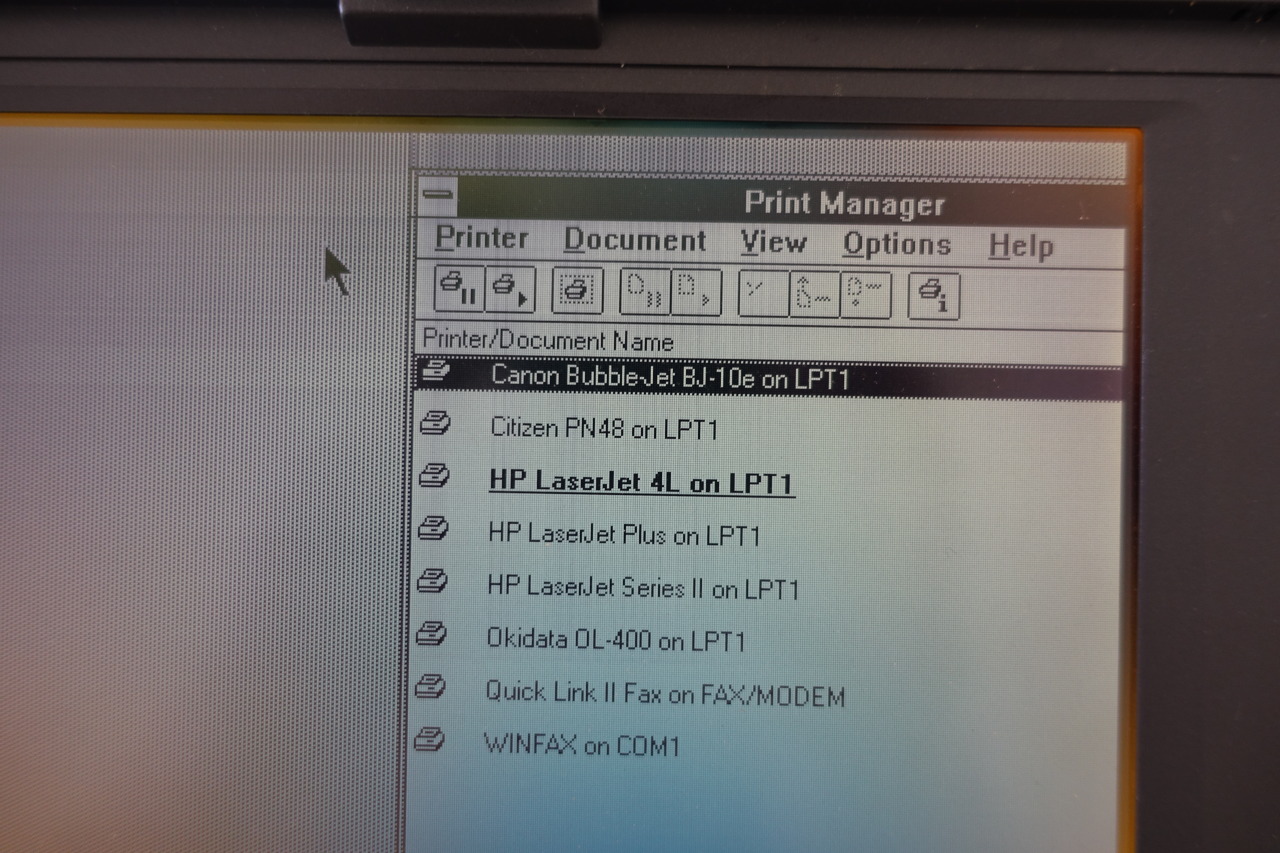 Print Manager
Printer Document View Options Help
Printer/Document Name
Canon Bubble-Jet BJ-10e on LPT1
Citizen PN48 on LPT1
HP LaserJet 4L on LPT1
HP LaserJet Plus on LPT1
HP LaserJet Series II on LPT1
Okidata OL-400 on LPT1
Quick Link II Fax on FAX/MODEM
WINFAX on COM1